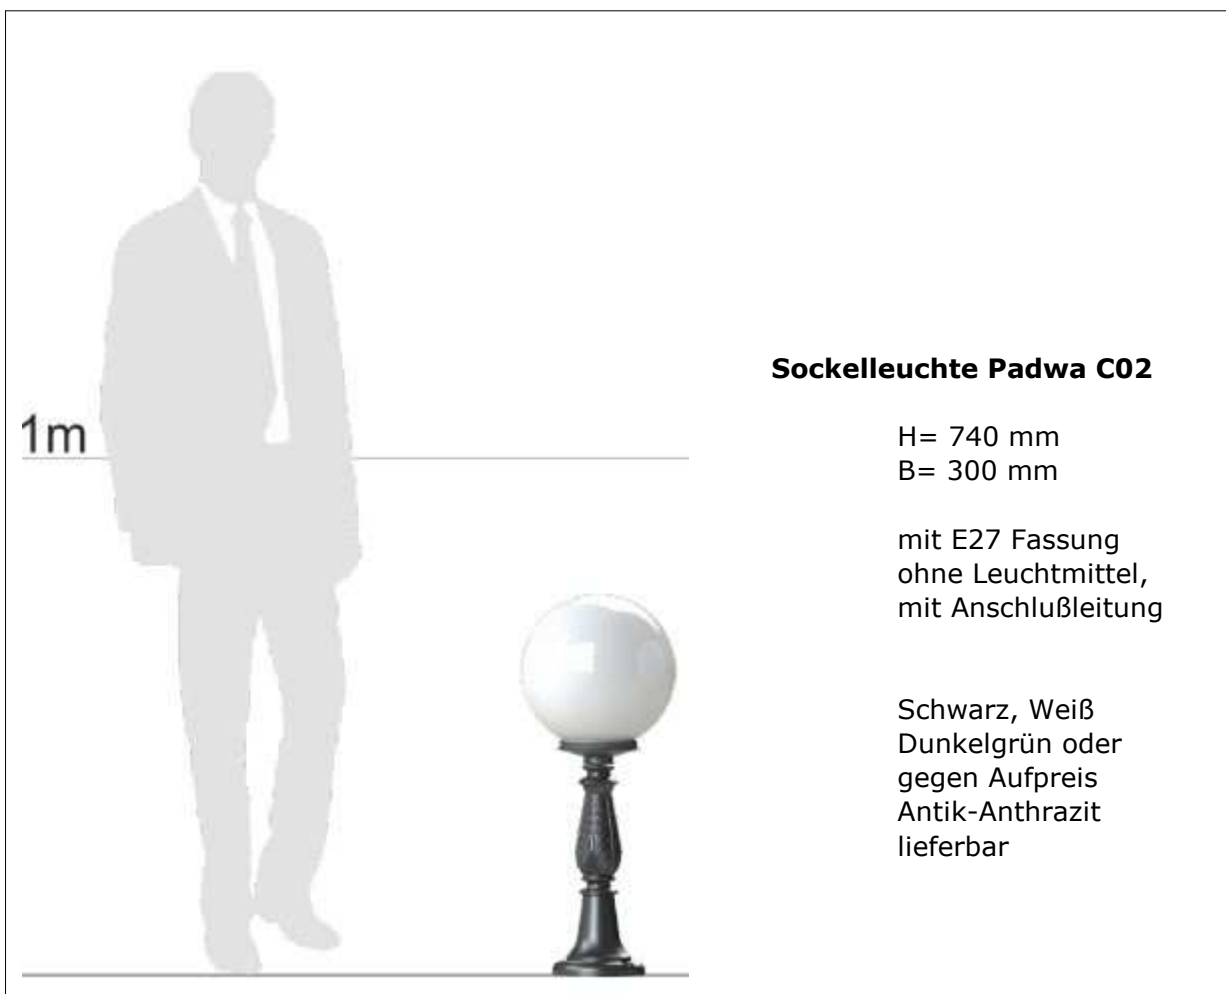 1m
Sockelleuchte Padwa C02
H= 740 mm
B= 300 mm
mit E27 Fassung
ohne Leuchtmittel,
mit Anschlußleitung
Schwarz, Weiß
Dunkelgrün oder
gegen Aufpreis
Antik-Anthrazit
lieferbar